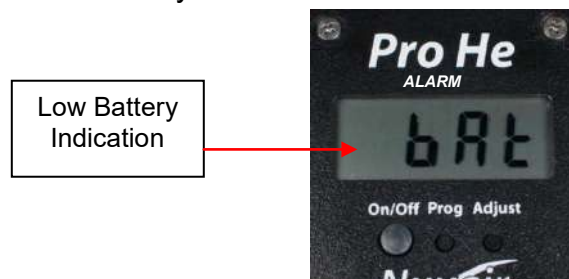 Low Battery
Indication
Pro He
ALARM
bAt
On/Off Prog Adjust